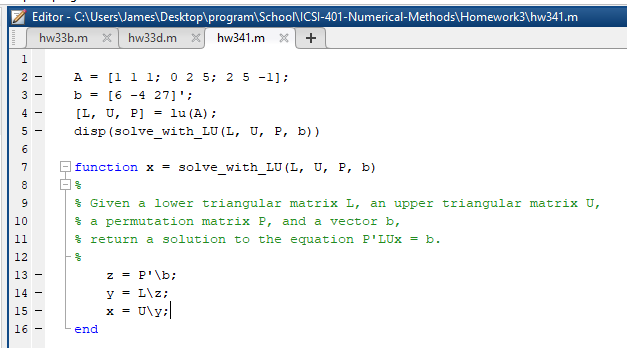 Editor - C:\Users\James\Desktop\program\School\ICSI-401-Numerical-Methods\Homework3\hw341.m
hw33b.m × hw33d.m × hw341.m × +
1
2 - A = [1 1 1; 0 2 5; 2 5 -1];
3 - b = [6 -4 27]';
4 - [L, U, P] = lu(A);
5 - disp(solve_with_LU(L, U, P, b))
6
7 function x = solve_with_LU(L, U, P, b)
8 %
9 % Given a lower triangular matrix L, an upper triangular matrix U,
10 % a permutation matrix P, and a vector b,
11 % return a solution to the equation P'LUx = b.
12 %
13 - z = P'\b;
14 - y = L\z;
15 - x = U\y;
16 - end